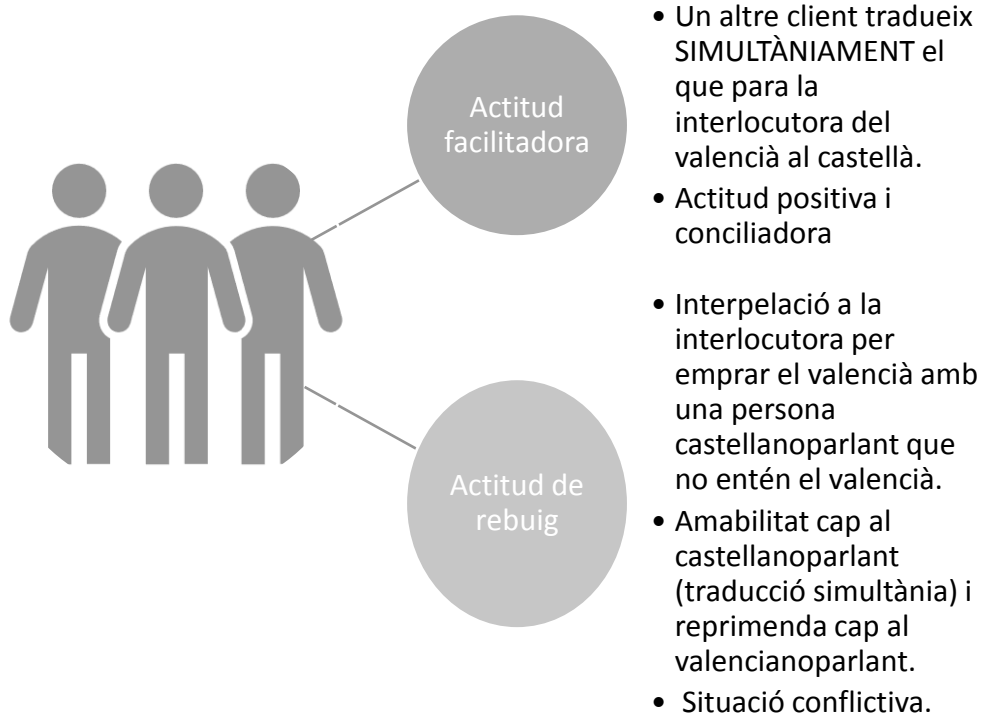 Actitud
facilitadora
• Un altre client tradueix
SIMULTÀNIAMENT el
que para la
interlocutora del
valencià al castellà.
• Actitud positiva i
conciliadora
Actitud de
rebuig
• Interpelació a la
interlocutora per
emprar el valencià amb
una persona
castellanoparlant que
no entén el valencià.
• Amabilitat cap al
castellanoparlant
(traducció simultània) i
reprimenda cap al
valencianoparlant.
• Situació conflictiva.